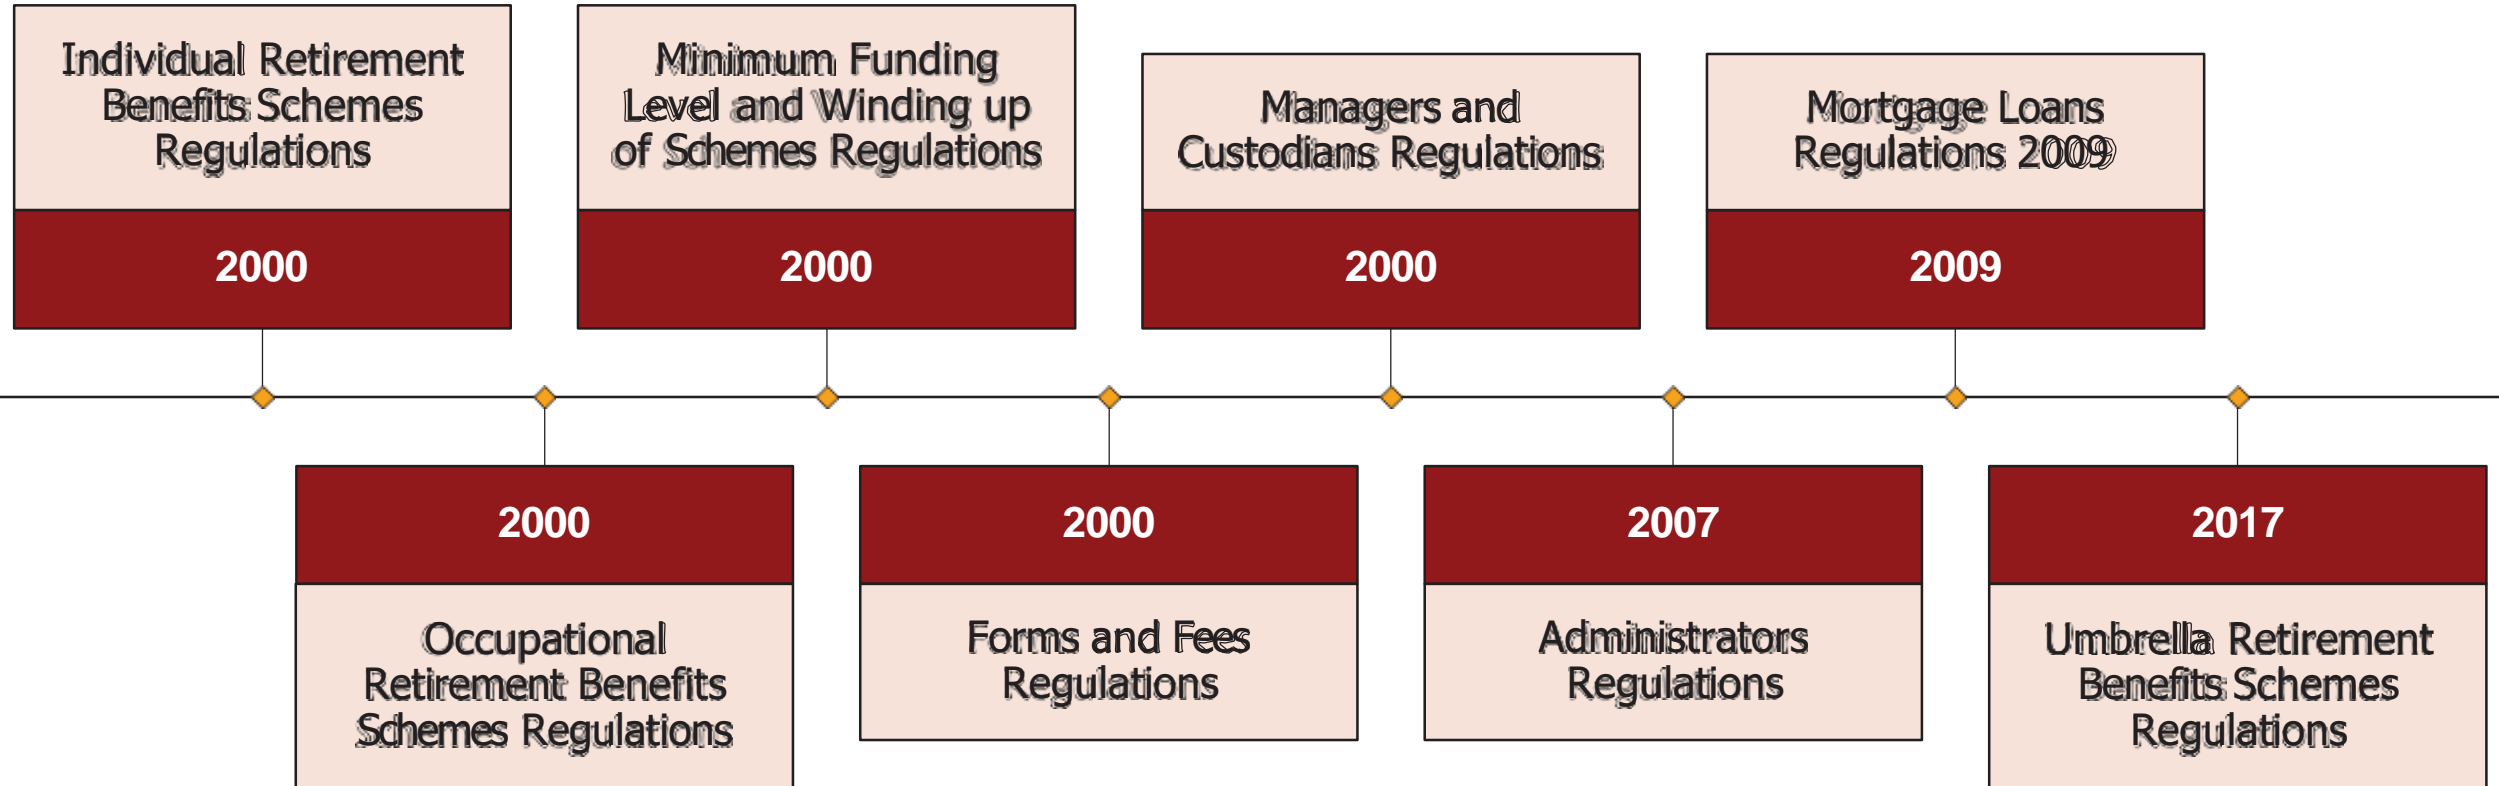 Individual Retirement
Benefits Schemes
Regulations
2000
Minimum Funding
Level and Winding up
of Schemes Regulations
2000
Managers and
Custodians Regulations
2000
Mortgage Loans
Regulations 2009
2009
2000
Occupational
Retirement Benefits
Schemes Regulations
2000
Forms and Fees
Regulations
2007
Administrators
Regulations
2017
Umbrella Retirement
Benefits Schemes
Regulations